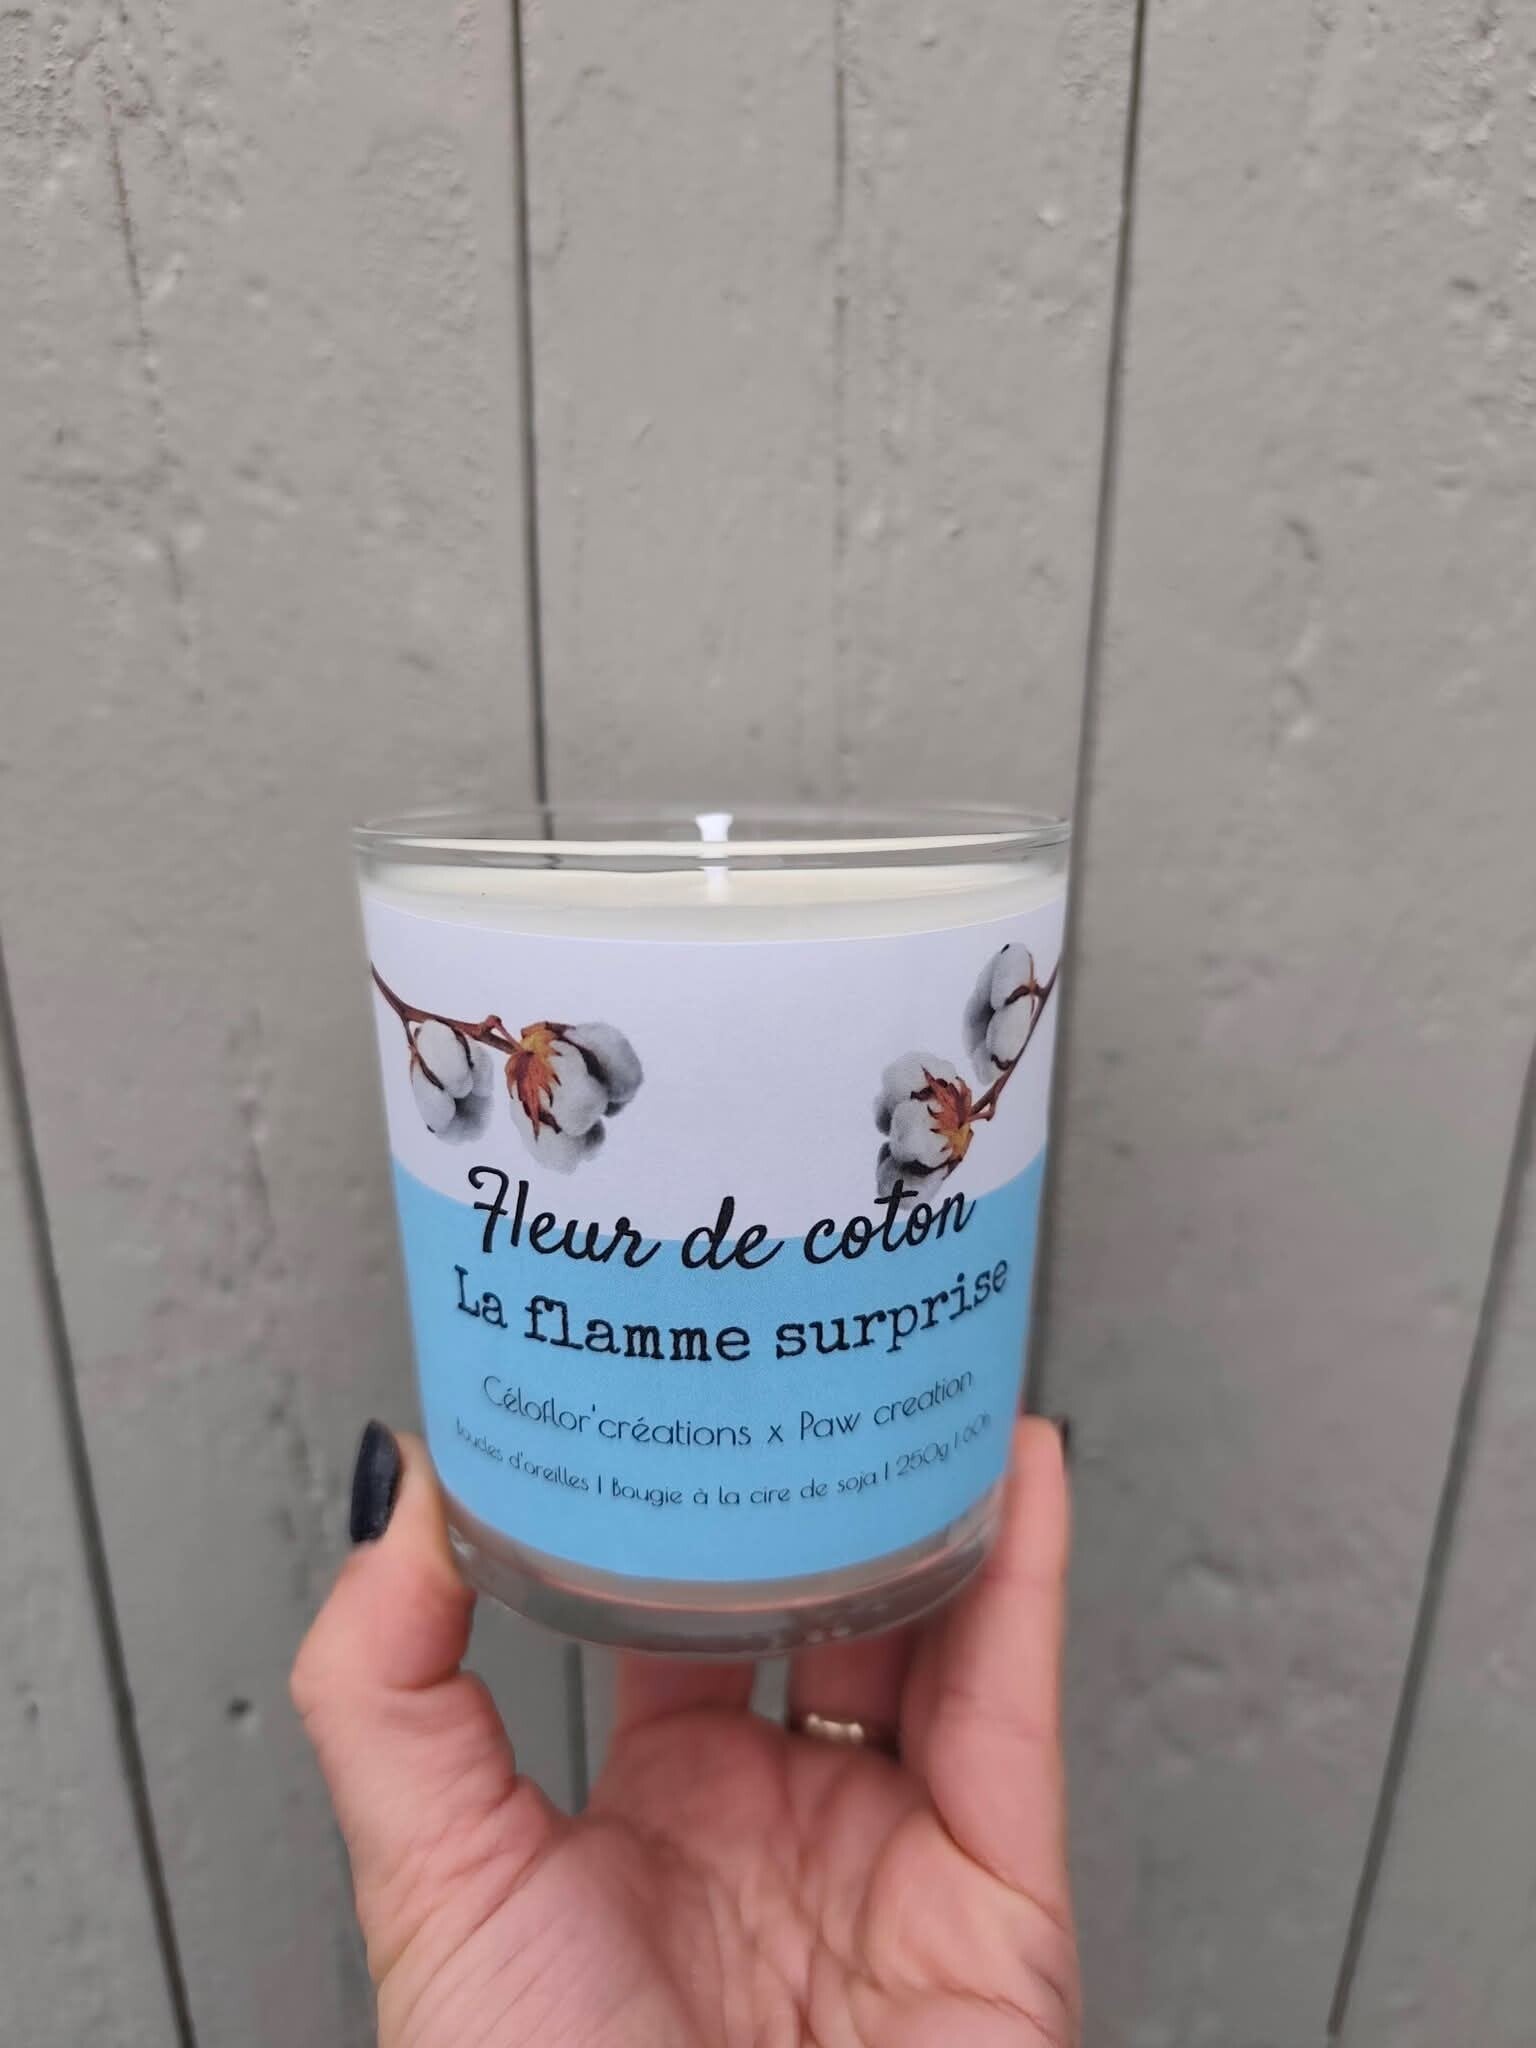 Fleur de coton
La flamme surprise
Céloflor'créations x Paw creation
Boucles d'oreilles | Bougie à la cire de soja | 250g | 60h